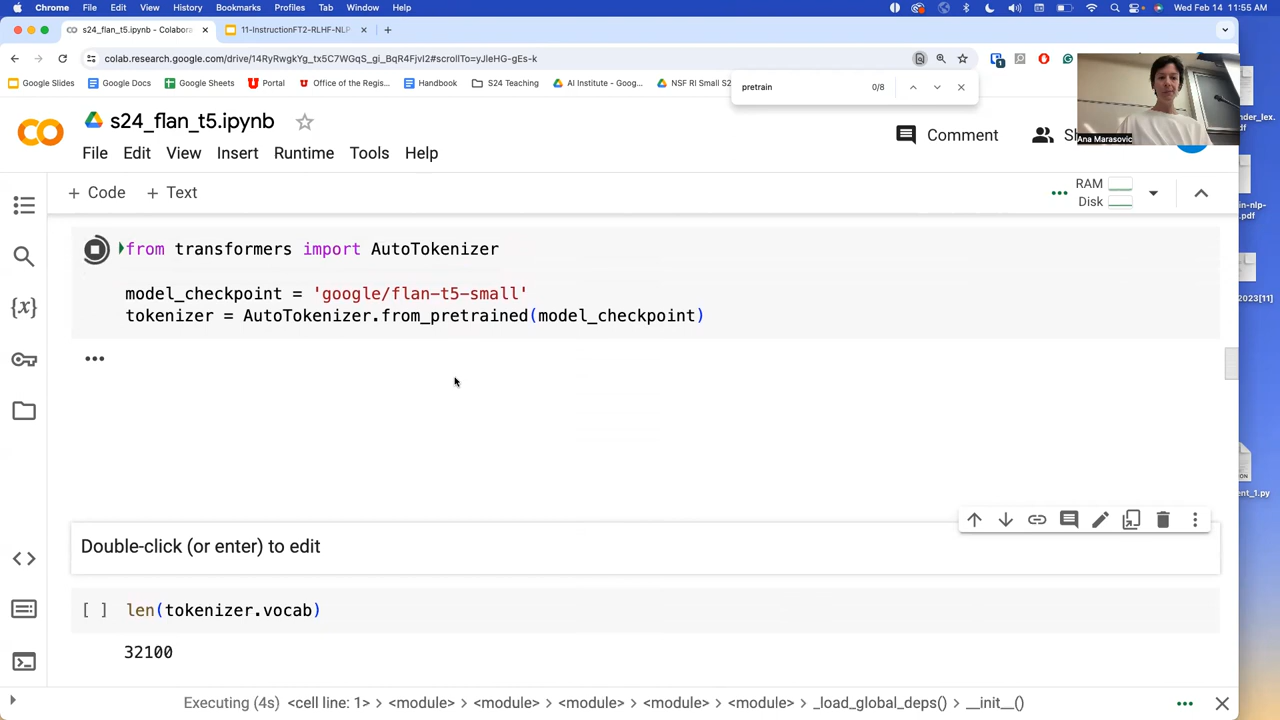 Chrome File Edit View History Bookmarks Profiles Tab Window Help
Wed Feb 14 11:55 AM
s24_flan_t5.ipynb - Colabora
11-InstructionFT2-RLHF-NLP
colab.research.google.com/drive/14RyRwgkYg_tx5C7WGqS_gi_BqR4FjvI2#scrollTo=yJIeHG-gEs-k
Google Slides Google Docs Google Sheets Portal Office of the Regis... Handbook S24 Teaching AI Institute - Goog... NSF RI Small S2
pretrain 0/8
Ana Marasovic
s24_flan_t5.ipynb
Comment
File Edit View Insert Runtime Tools Help
+ Code + Text
RAM
Disk
from transformers import AutoTokenizer
model_checkpoint = 'google/flan-t5-small'
tokenizer = AutoTokenizer.from_pretrained(model_checkpoint)
Double-click (or enter) to edit
[ ] len(tokenizer.vocab)
32100
Executing (4s) <cell line: 1> > <module> > <module> > <module> > <module> > <module> > _load_global_deps() > __init__()
{x}
2023[11]